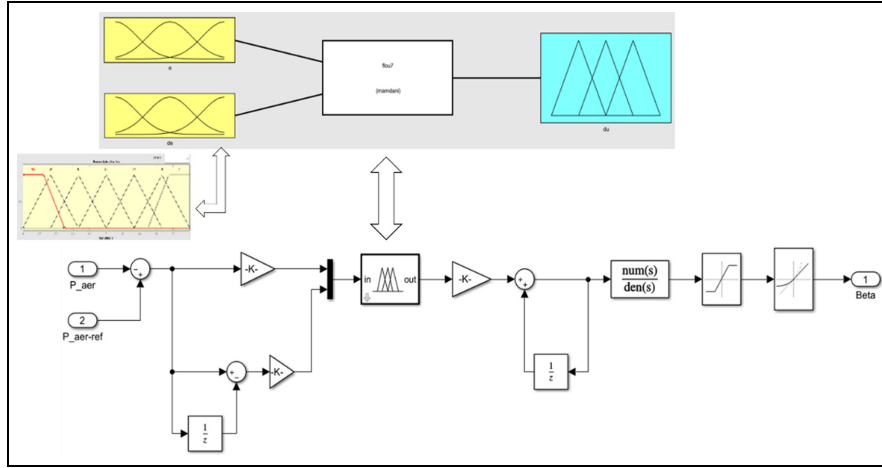 flou7
(mamdani)
e
de
du
1
P_aer
2
P_aer-ref
-
+
-K-
in
out
-K-
+
+
num(s)
den(s)
1
Beta
+
-
-K-
1
z
1
z